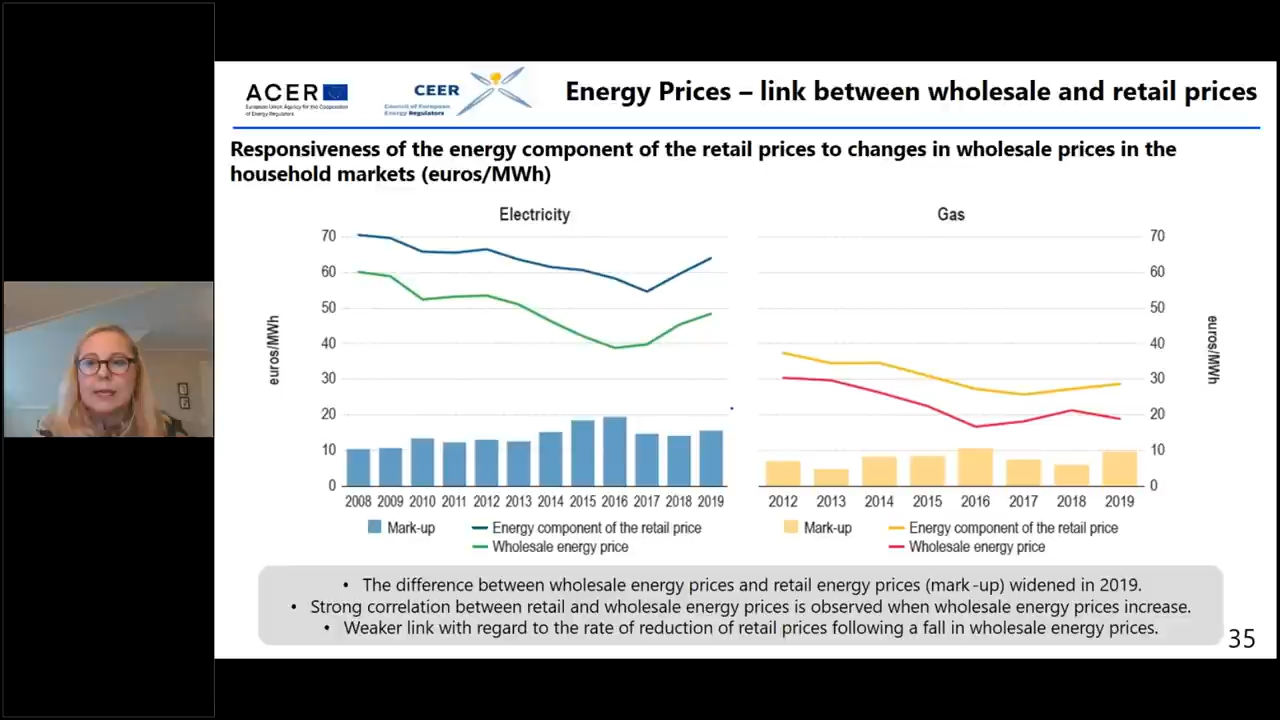 ACER
European Union Agency for the Cooperation
of Energy Regulators
CEER
Council of European
Energy Regulators
Energy Prices – link between wholesale and retail prices
Responsiveness of the energy component of the retail prices to changes in wholesale prices in the
household markets (euros/MWh)
Electricity
euros/MWh
70
60
50
40
30
20
10
0
2008 2009 2010 2011 2012 2013 2014 2015 2016 2017 2018 2019
Mark-up
Energy component of the retail price
Wholesale energy price
Gas
70
60
50
40
30
20
10
0
euros/MWh
2012 2013 2014 2015 2016 2017 2018 2019
Mark-up
Energy component of the retail price
Wholesale energy price
• The difference between wholesale energy prices and retail energy prices (mark-up) widened in 2019.
• Strong correlation between retail and wholesale energy prices is observed when wholesale energy prices increase.
• Weaker link with regard to the rate of reduction of retail prices following a fall in wholesale energy prices.
35